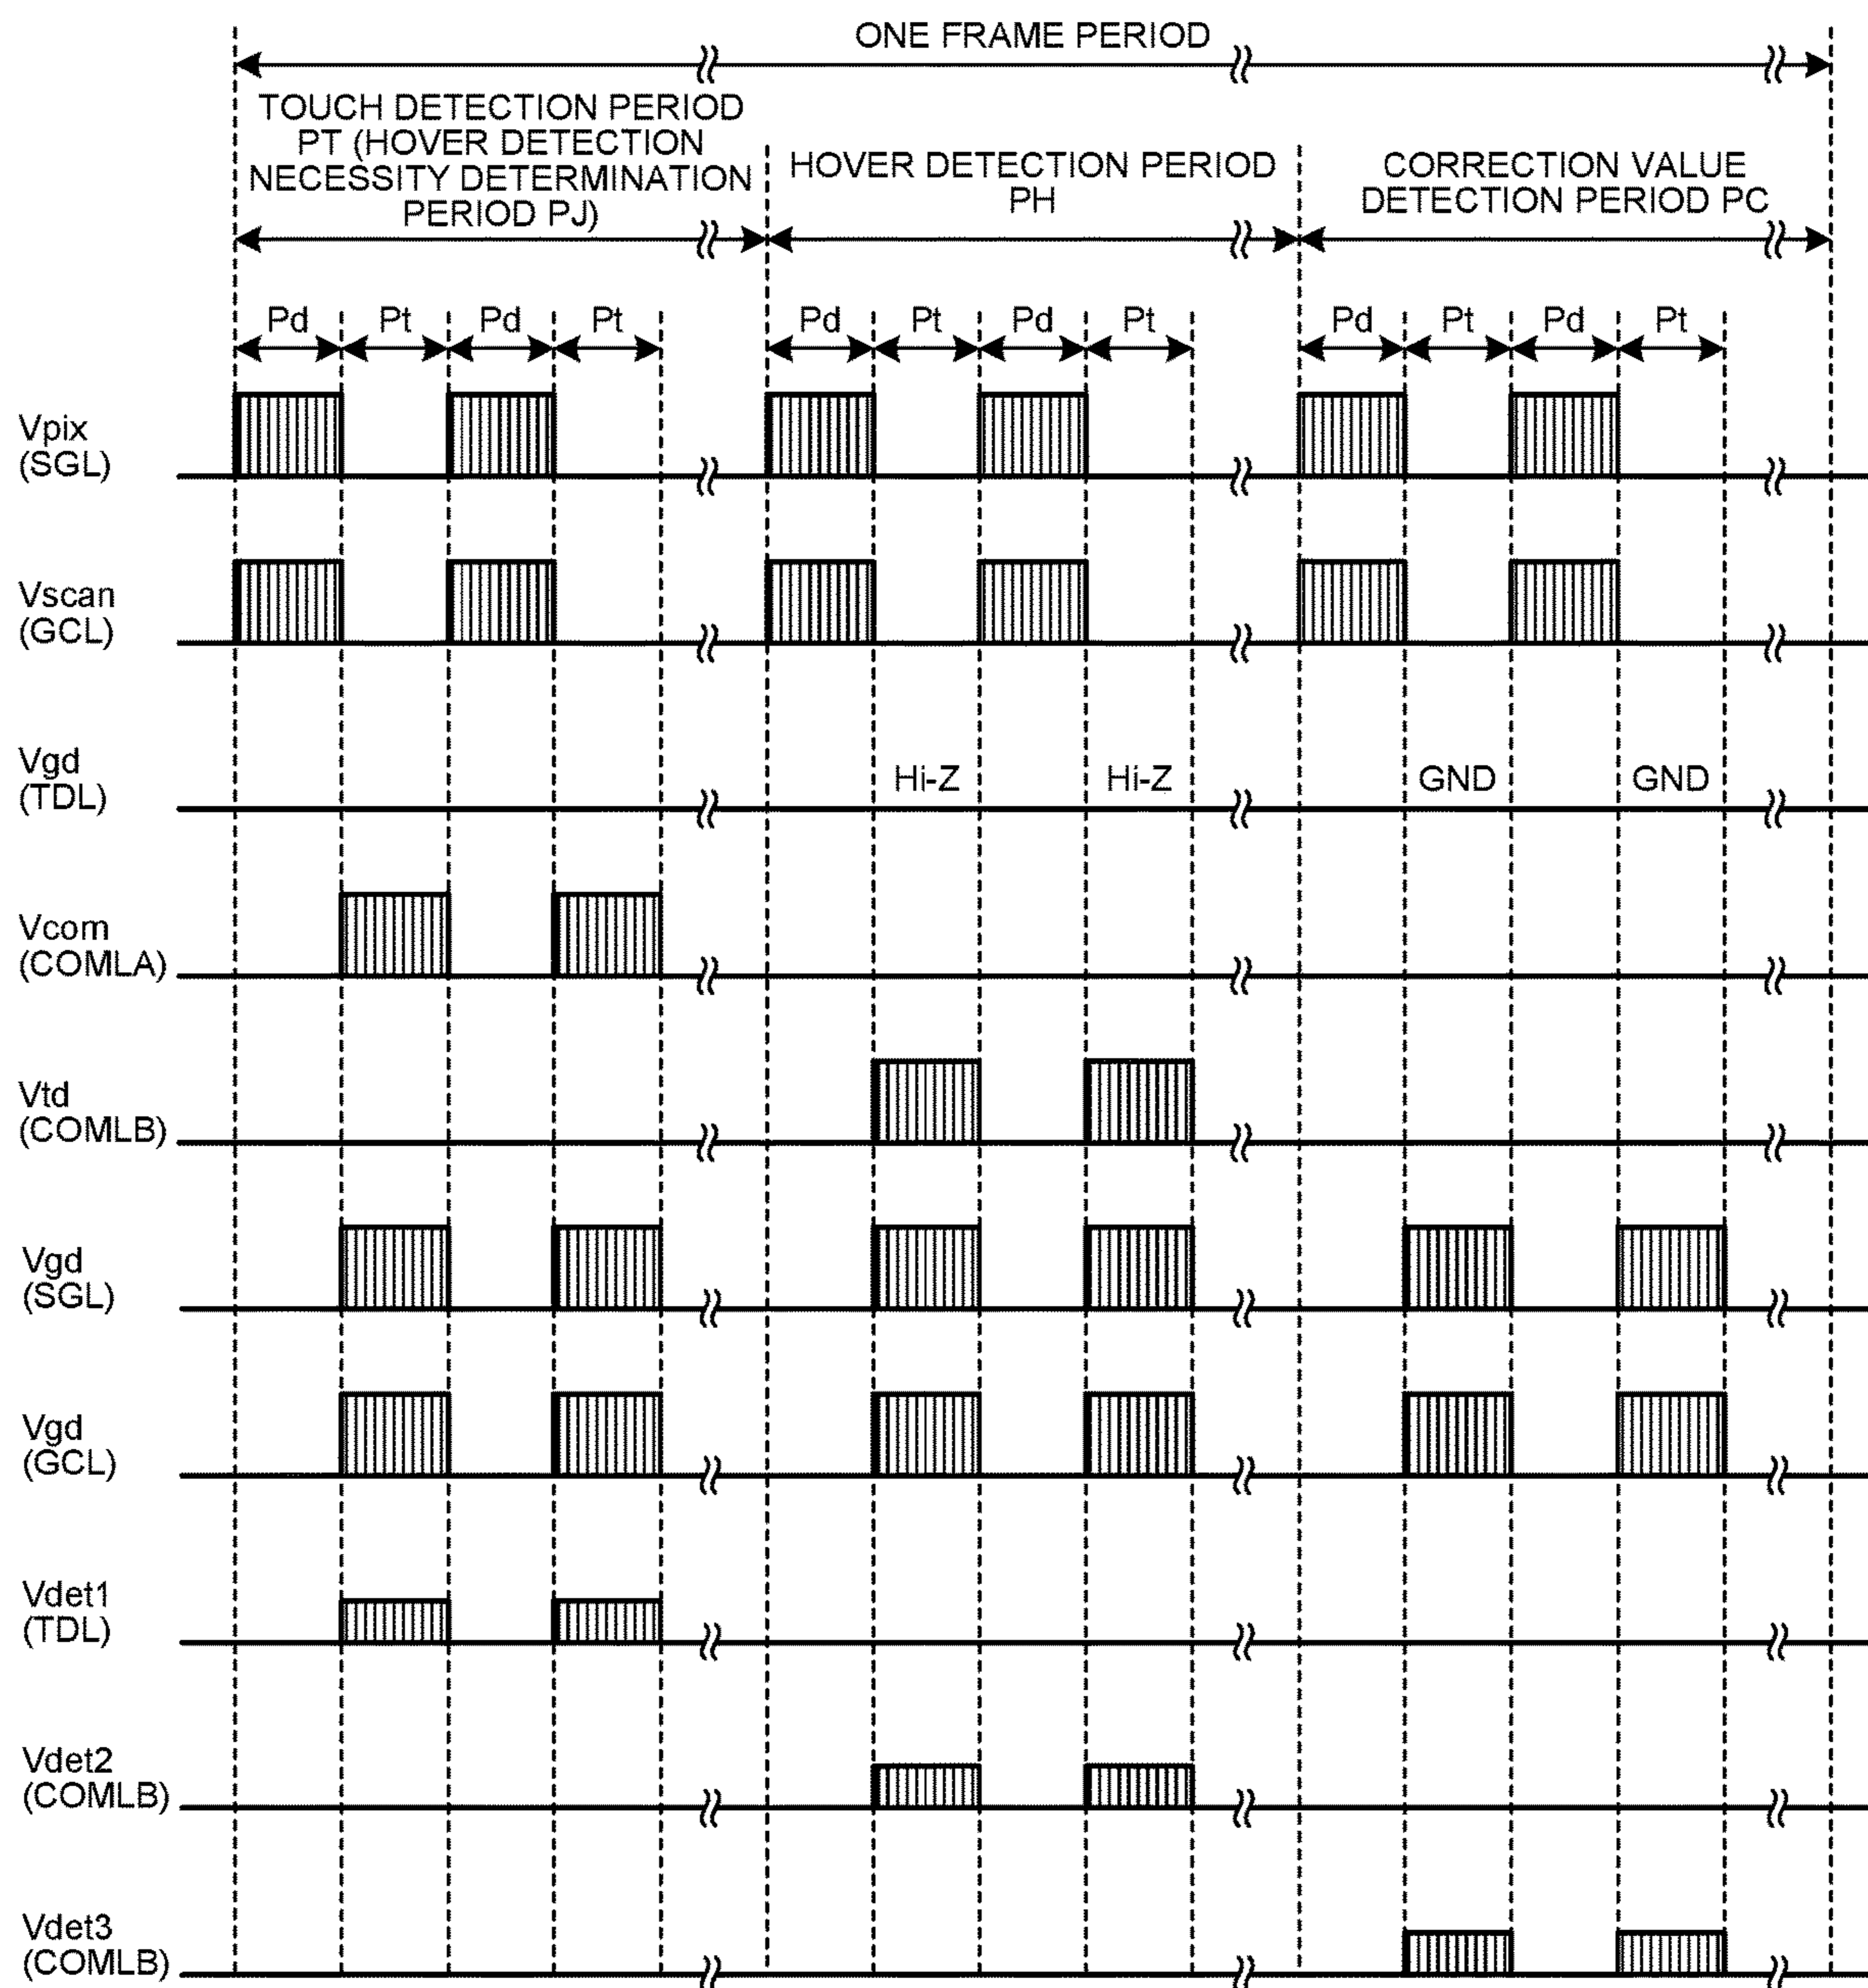 ONE FRAME PERIOD
TOUCH DETECTION PERIOD
PT (HOVER DETECTION
NECESSITY DETERMINATION
PERIOD PJ)
HOVER DETECTION PERIOD
PH
CORRECTION VALUE
DETECTION PERIOD PC
Pd Pt Pd Pt Pd Pt Pd Pt Pd Pt Pd Pt
Vpix
(SGL)
Vscan
(GCL)
Vgd
(TDL)
Hi-Z Hi-Z GND GND
Vcom
(COMLA)
Vtd
(COMLB)
Vgd
(SGL)
Vgd
(GCL)
Vdet1
(TDL)
Vdet2
(COMLB)
Vdet3
(COMLB)